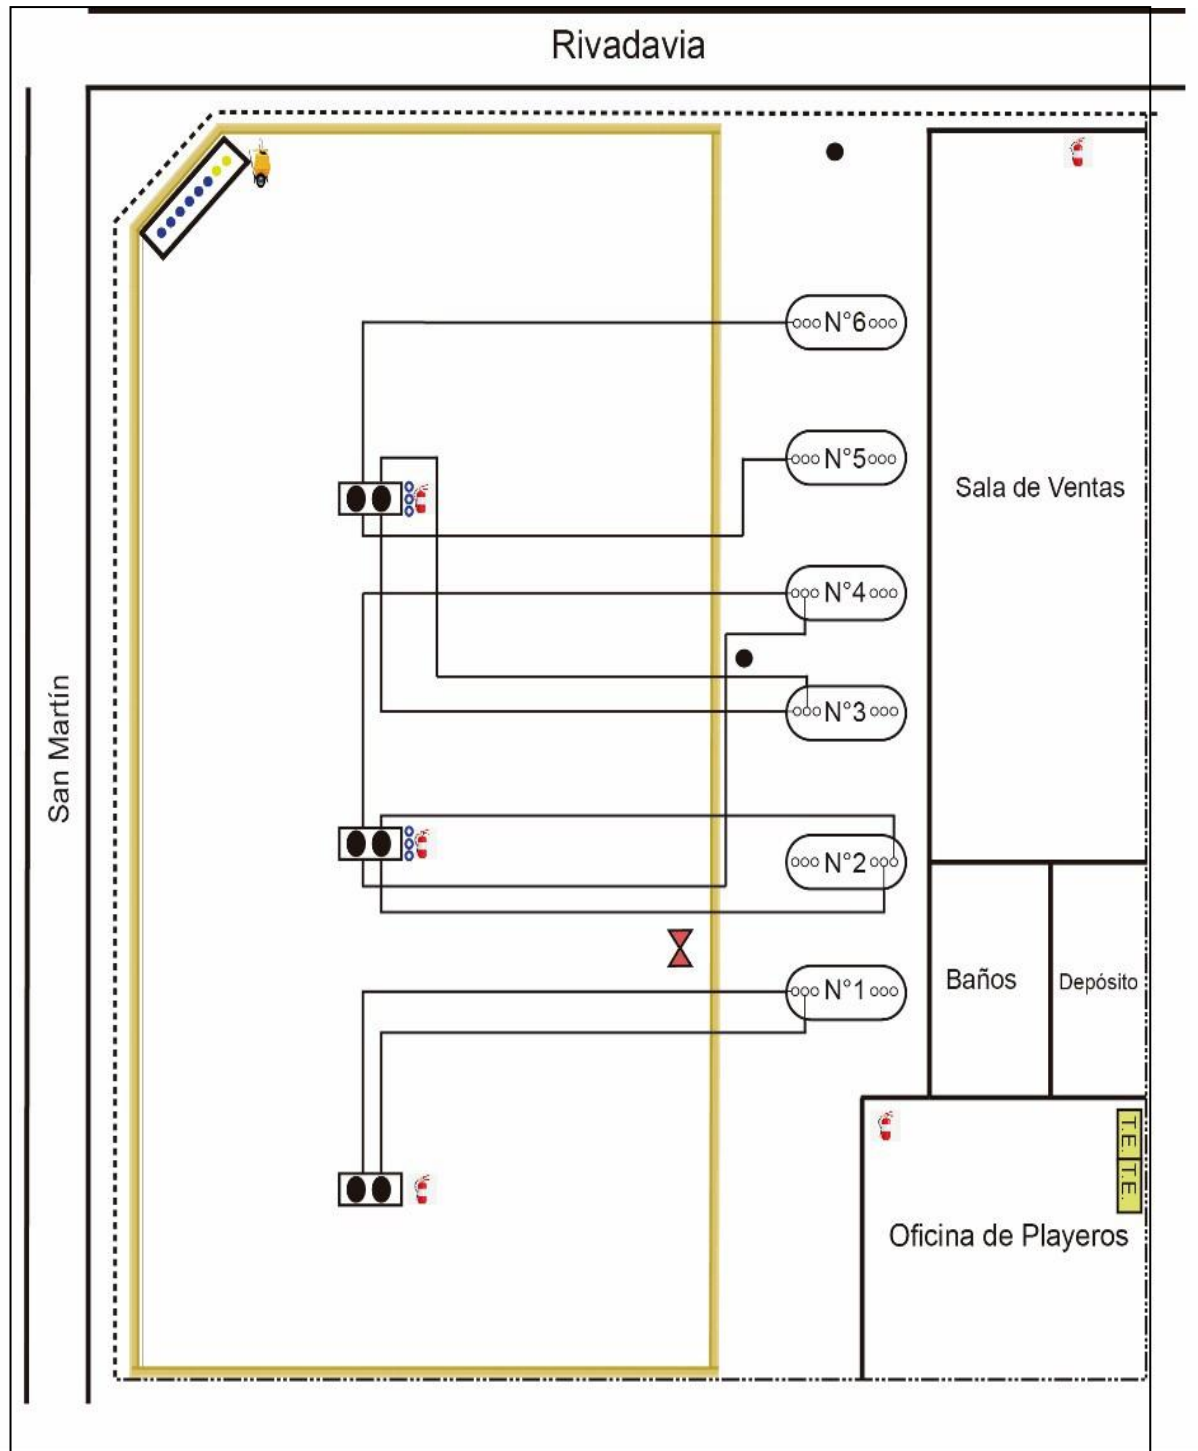 Rivadavia
N°6
N°5
Sala de Ventas
N°4
San Martín
N°3
N°2
Baños
Depósito
N°1
T.E.
T.E.
Oficina de Playeros